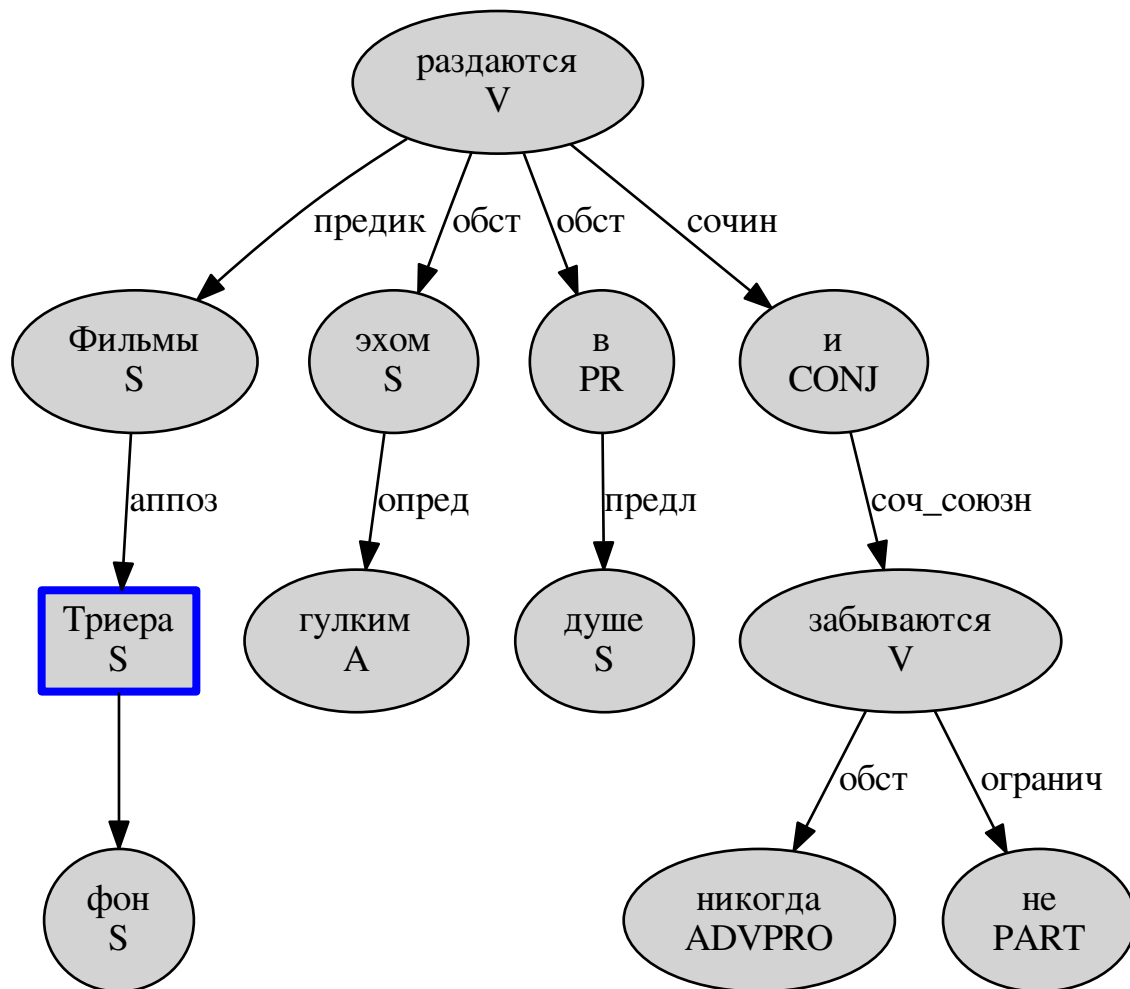 раздаются
V
предик
обст
обст
сочин
Фильмы
S
эхом
S
в
PR
и
CONJ
аппоз
опред
предл
соч_союзн
Триера
S
гулким
A
душе
S
забываются
V
обст
огранич
фон
S
никогда
ADVPRO
не
PART